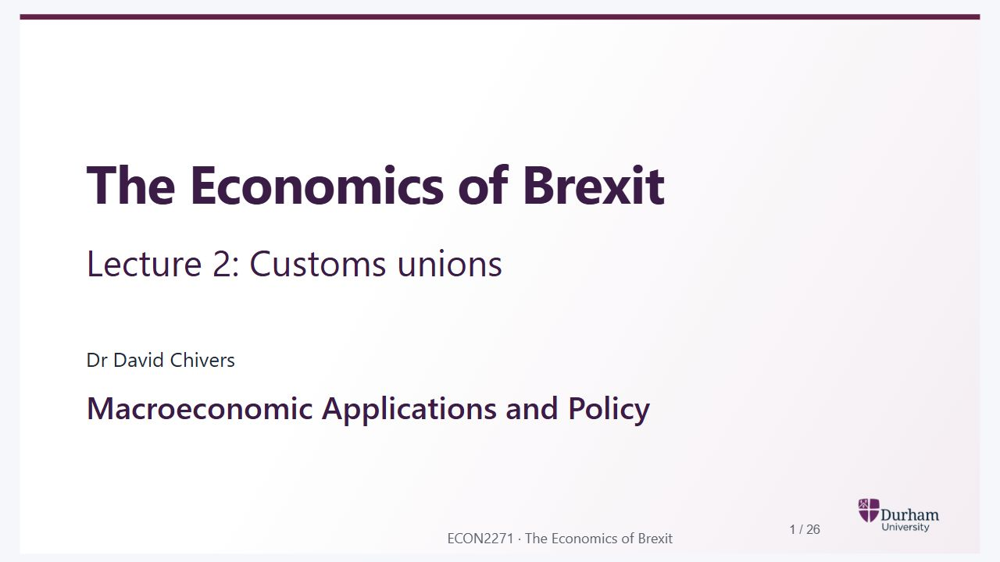 The Economics of Brexit
Lecture 2: Customs unions
Dr David Chivers
Macroeconomic Applications and Policy
ECON2271 · The Economics of Brexit
1 / 26
Durham
University